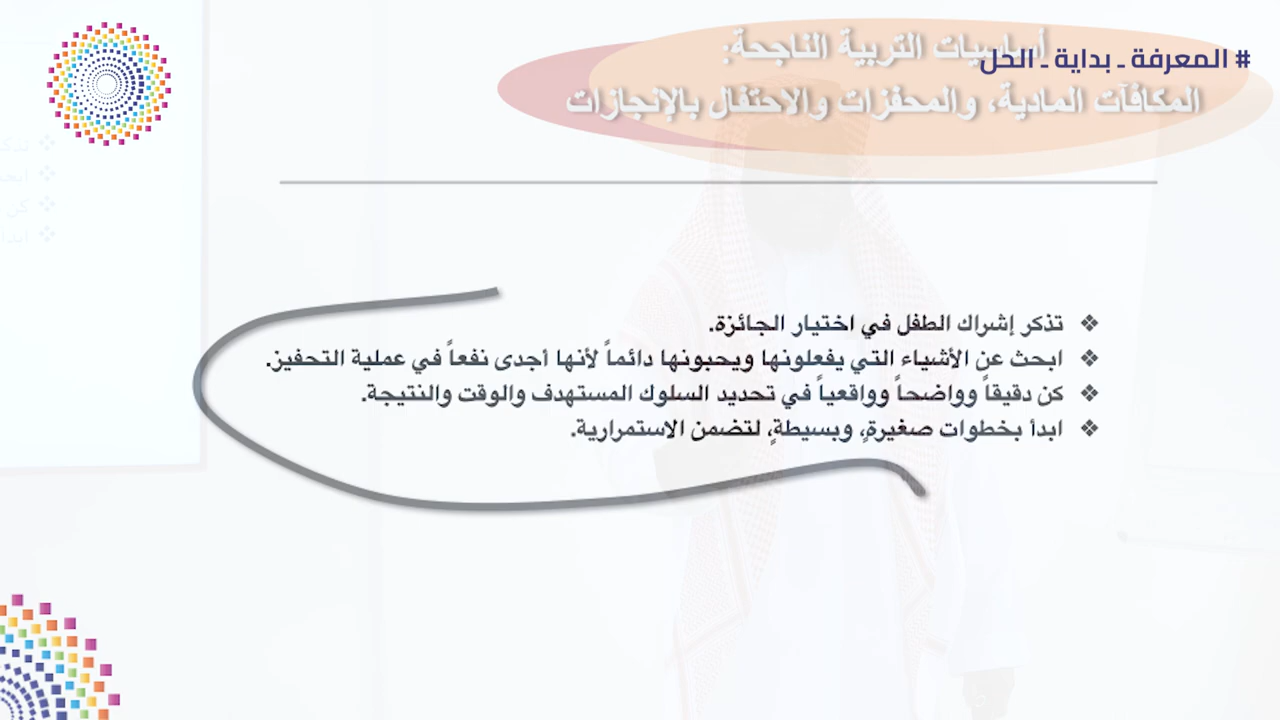 أساسيات التربية الناجحة:
# المعرفة ـ بداية ـ الحل
المكافآت المادية، والمحفزات والاحتفال بالإنجازات
❖ تذكر إشراك الطفل في اختيار الجائزة.
❖ ابحث عن الأشياء التي يفعلونها ويحبونها دائماً لأنها أجدى نفعاً في عملية التحفيز.
❖ كن دقيقاً وواضحاً وواقعياً في تحديد السلوك المستهدف والوقت والنتيجة.
❖ ابدأ بخطوات صغيرةٍ، وبسيطةٍ، لتضمن الاستمرارية.